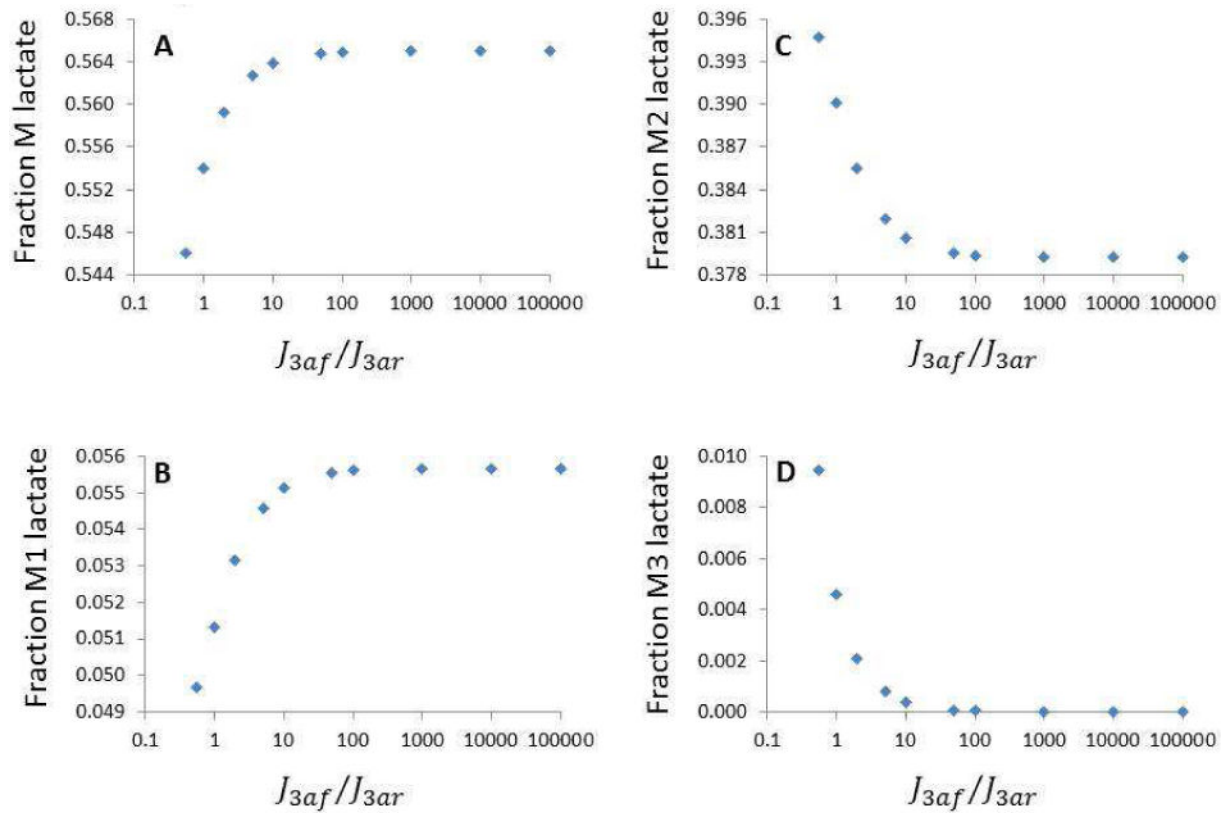 A
Fraction M lactate
0.568
0.564
0.560
0.556
0.552
0.548
0.544
0.1 1 10 100 1000 10000 100000
J3af/J3ar
C
Fraction M2 lactate
0.396
0.393
0.390
0.387
0.384
0.381
0.378
0.1 1 10 100 1000 10000 100000
J3af/J3ar
B
Fraction M1 lactate
0.056
0.055
0.054
0.053
0.052
0.051
0.050
0.049
0.1 1 10 100 1000 10000 100000
J3af/J3ar
D
Fraction M3 lactate
0.010
0.008
0.006
0.004
0.002
0.000
0.1 1 10 100 1000 10000 100000
J3af/J3ar